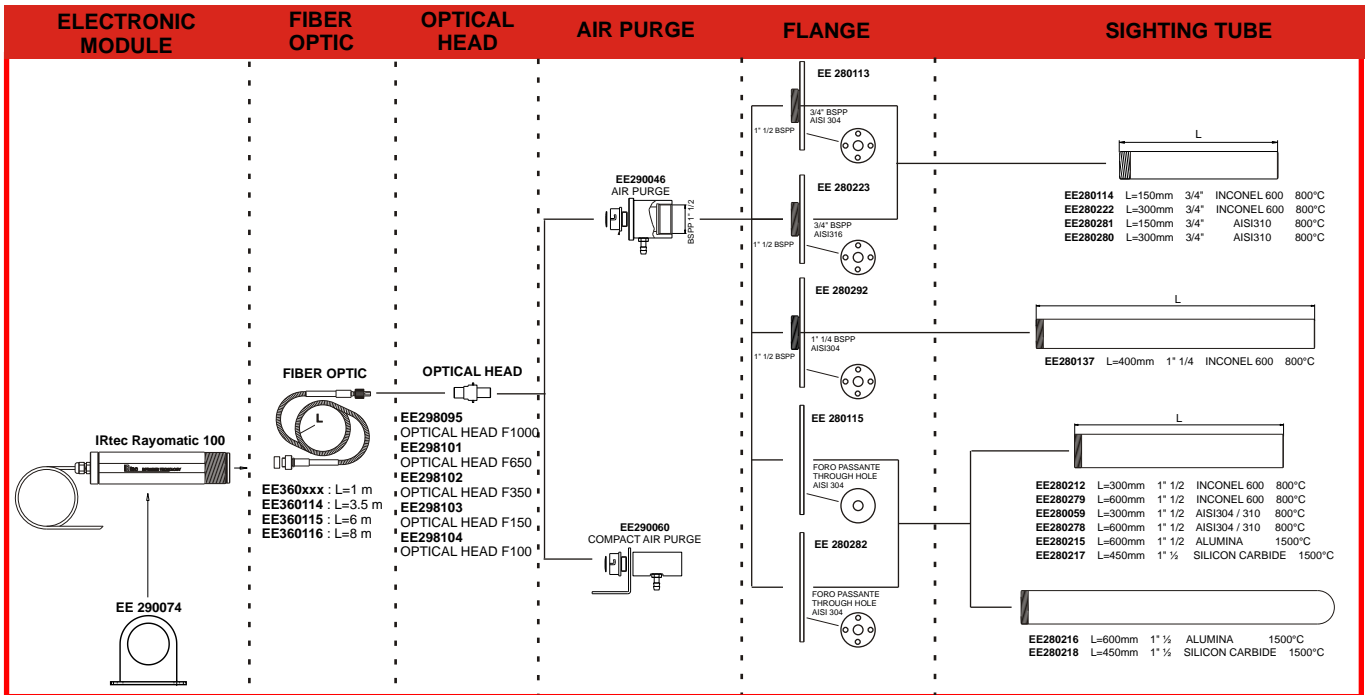 ELECTRONIC
MODULE
FIBER
OPTIC
OPTICAL
HEAD
AIR PURGE
FLANGE
SIGHTING TUBE
IRtec Rayomatic 100
EE 290074
FIBER OPTIC
L
EE360xxx : L=1 m
EE360114 : L=3.5 m
EE360115 : L=6 m
EE360116 : L=8 m
OPTICAL HEAD
EE298095
OPTICAL HEAD F1000
EE298101
OPTICAL HEAD F650
EE298102
OPTICAL HEAD F350
EE298103
OPTICAL HEAD F150
EE298104
OPTICAL HEAD F100
EE290046
AIR PURGE
BSPP 1" 1/2
EE290060
COMPACT AIR PURGE
EE 280113
3/4" BSPP
AISI 304
1" 1/2 BSPP
EE 280223
3/4" BSPP
AISI316
1" 1/2 BSPP
EE 280292
1" 1/4 BSPP
AISI304
1" 1/2 BSPP
EE 280115
FORO PASSANTE
THROUGH HOLE
AISI 304
EE 280282
FORO PASSANTE
THROUGH HOLE
AISI 304
L
EE280114 L=150mm 3/4" INCONEL 600 800°C
EE280222 L=300mm 3/4" INCONEL 600 800°C
EE280281 L=150mm 3/4" AISI310 800°C
EE280280 L=300mm 3/4" AISI310 800°C
L
EE280137 L=400mm 1" 1/4 INCONEL 600 800°C
L
EE280212 L=300mm 1" 1/2 INCONEL 600 800°C
EE280279 L=600mm 1" 1/2 INCONEL 600 800°C
EE280059 L=300mm 1" 1/2 AISI304 / 310 800°C
EE280278 L=600mm 1" 1/2 AISI304 / 310 800°C
EE280215 L=600mm 1" 1/2 ALUMINA 1500°C
EE280217 L=450mm 1" ½ SILICON CARBIDE 1500°C
EE280216 L=600mm 1" ½ ALUMINA 1500°C
EE280218 L=450mm 1" ½ SILICON CARBIDE 1500°C